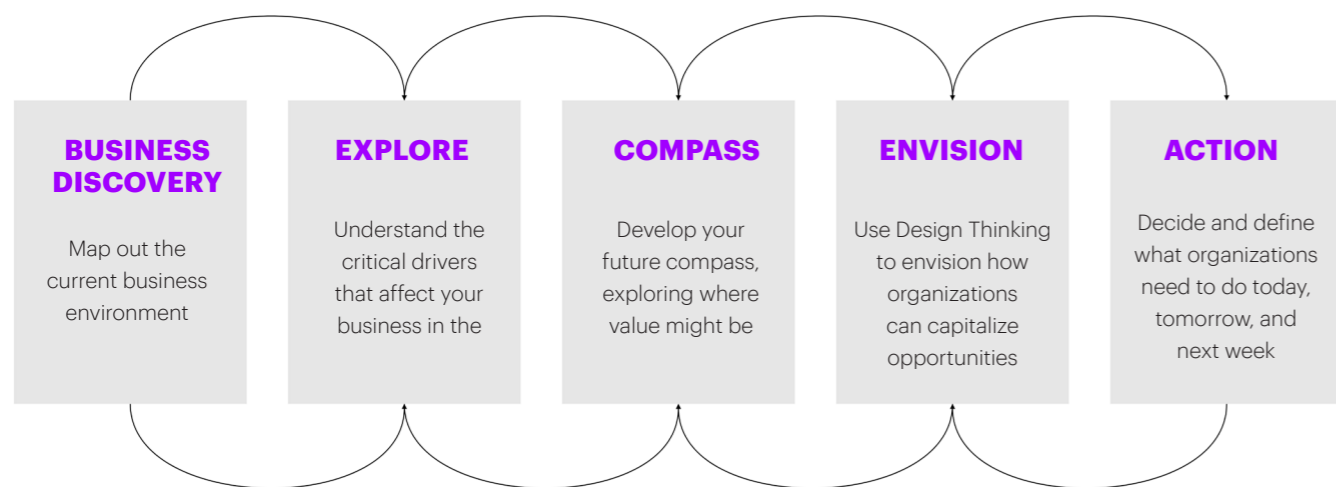 BUSINESS
DISCOVERY
Map out the
current business
environment
EXPLORE
Understand the
critical drivers
that affect your
business in the
COMPASS
Develop your
future compass,
exploring where
value might be
ENVISION
Use Design Thinking
to envision how
organizations
can capitalize
opportunities
ACTION
Decide and define
what organizations
need to do today,
tomorrow, and
next week